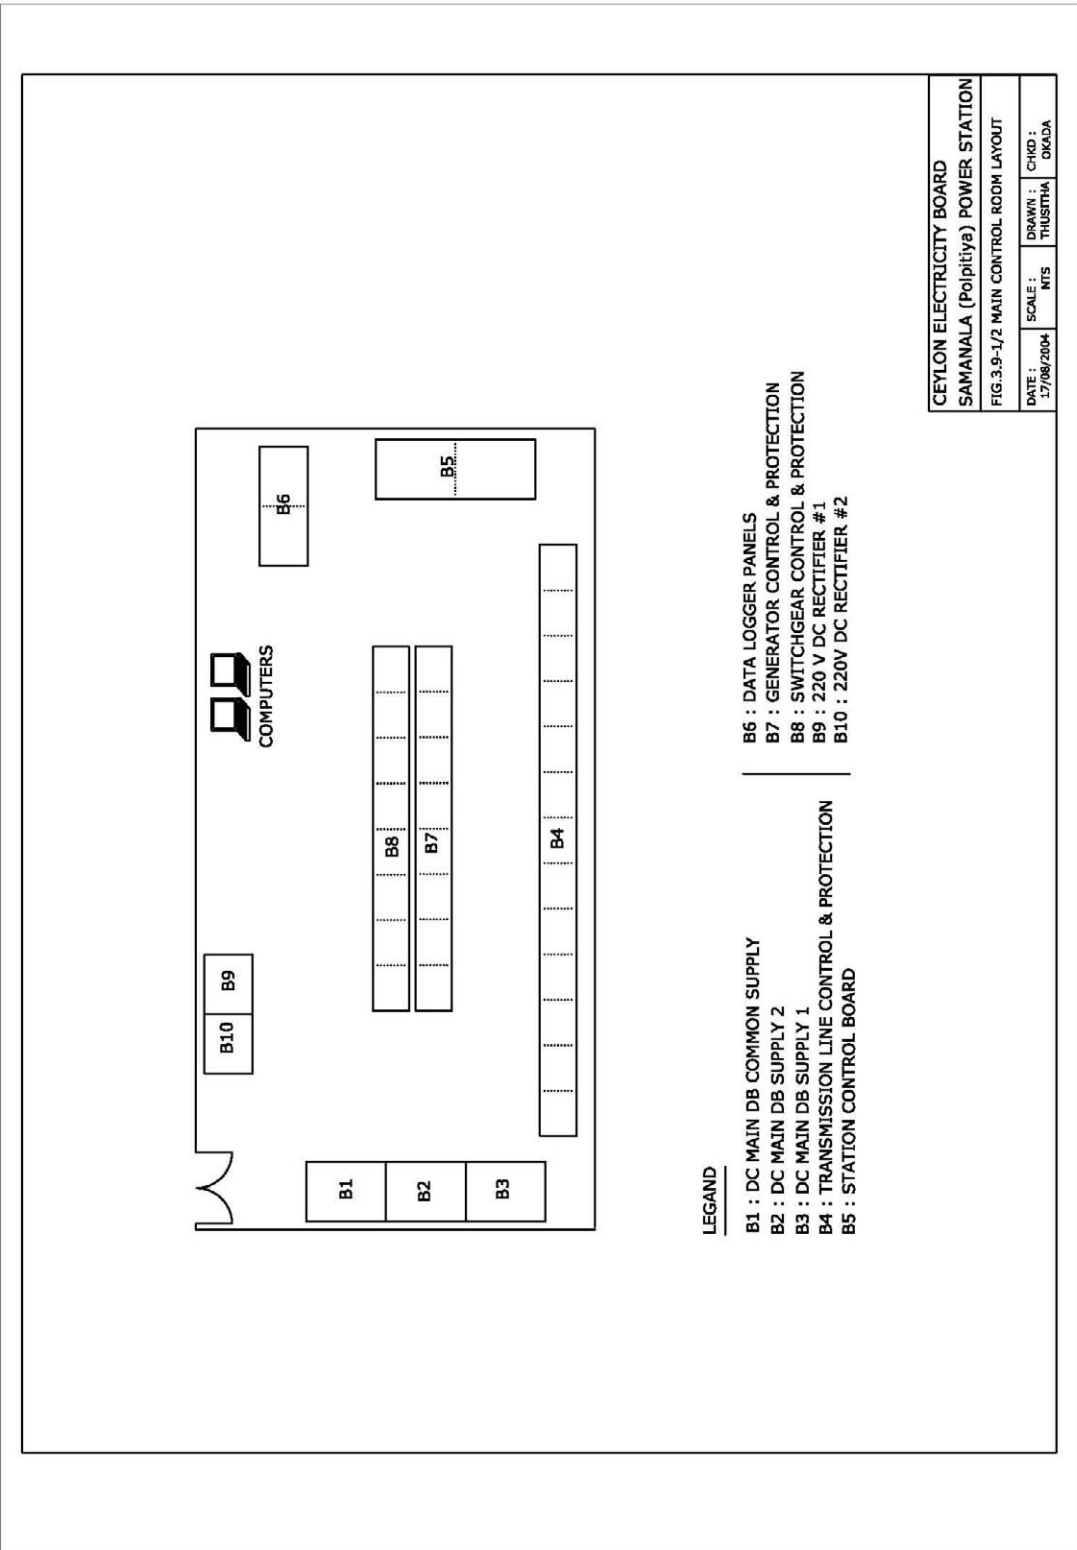 B10
B9
COMPUTERS
B6
B1
B2
B3
B8
B7
B5
B4
LEGAND
B1 : DC MAIN DB COMMON SUPPLY
B2 : DC MAIN DB SUPPLY 2
B3 : DC MAIN DB SUPPLY 1
B4 : TRANSMISSION LINE CONTROL & PROTECTION
B5 : STATION CONTROL BOARD
B6 : DATA LOGGER PANELS
B7 : GENERATOR CONTROL & PROTECTION
B8 : SWITCHGEAR CONTROL & PROTECTION
B9 : 220 V DC RECTIFIER #1
B10 : 220V DC RECTIFIER #2
CEYLON ELECTRICITY BOARD
SAMANALA (Polpitiya) POWER STATION
FIG.3.9-1/2 MAIN CONTROL ROOM LAYOUT
DATE :
17/08/2004
SCALE :
NTS
DRAWN :
THUSITHA
CHKD :
OKADA